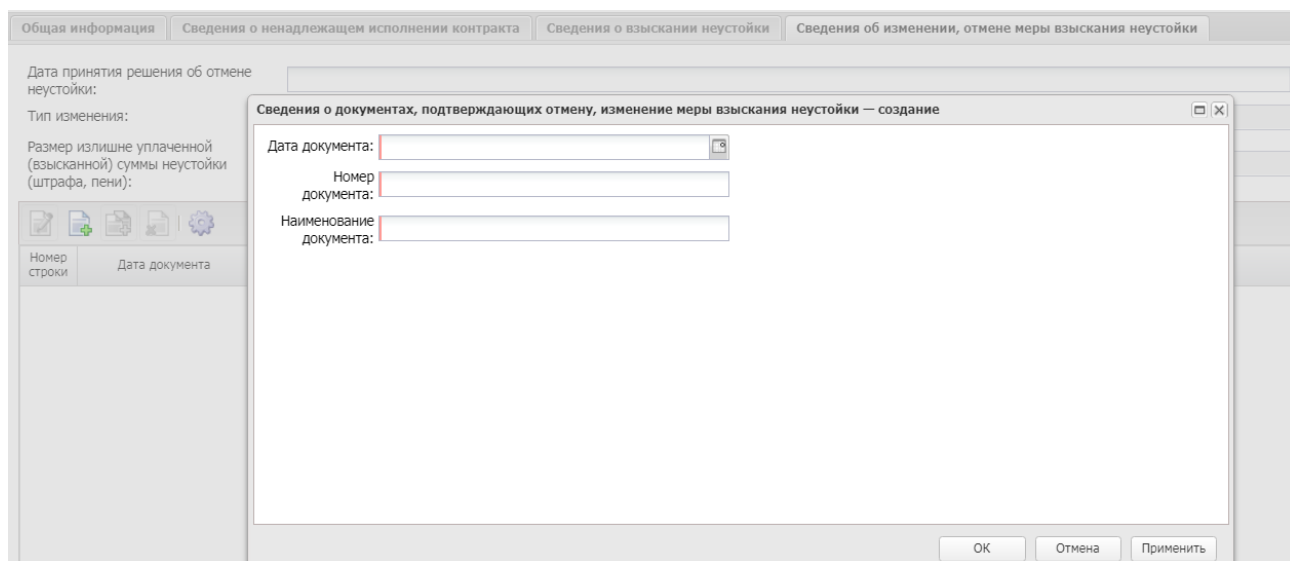 Общая информация
Сведения о ненадлежащем исполнении контракта
Сведения о взыскании неустойки
Сведения об изменении, отмене меры взыскания неустойки
Дата принятия решения об отмене
неустойки:
Тип изменения:
Размер излишне уплаченной
(взысканной) суммы неустойки
(штрафа, пени):
Номер
строки
Дата документа
Сведения о документах, подтверждающих отмену, изменение меры взыскания неустойки — создание
Дата документа:
Номер
документа:
Наименование
документа:
ОК
Отмена
Применить